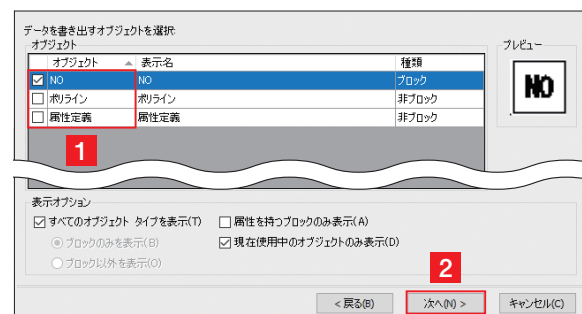 データを書き出すオブジェクトを選択
オブジェクト
プレビュー
オブジェクト 表示名 種類
NO NO ブロック
ポリライン ポリライン 非ブロック
属性定義 属性定義 非ブロック
NO
1
表示オプション
すべてのオブジェクト タイプを表示(T) 属性を持つブロックのみ表示(A)
ブロックのみを表示(B) 現在使用中のオブジェクトのみ表示(D)
ブロック以外を表示(O)
2
< 戻る(B) 次へ(N) > キャンセル(C)